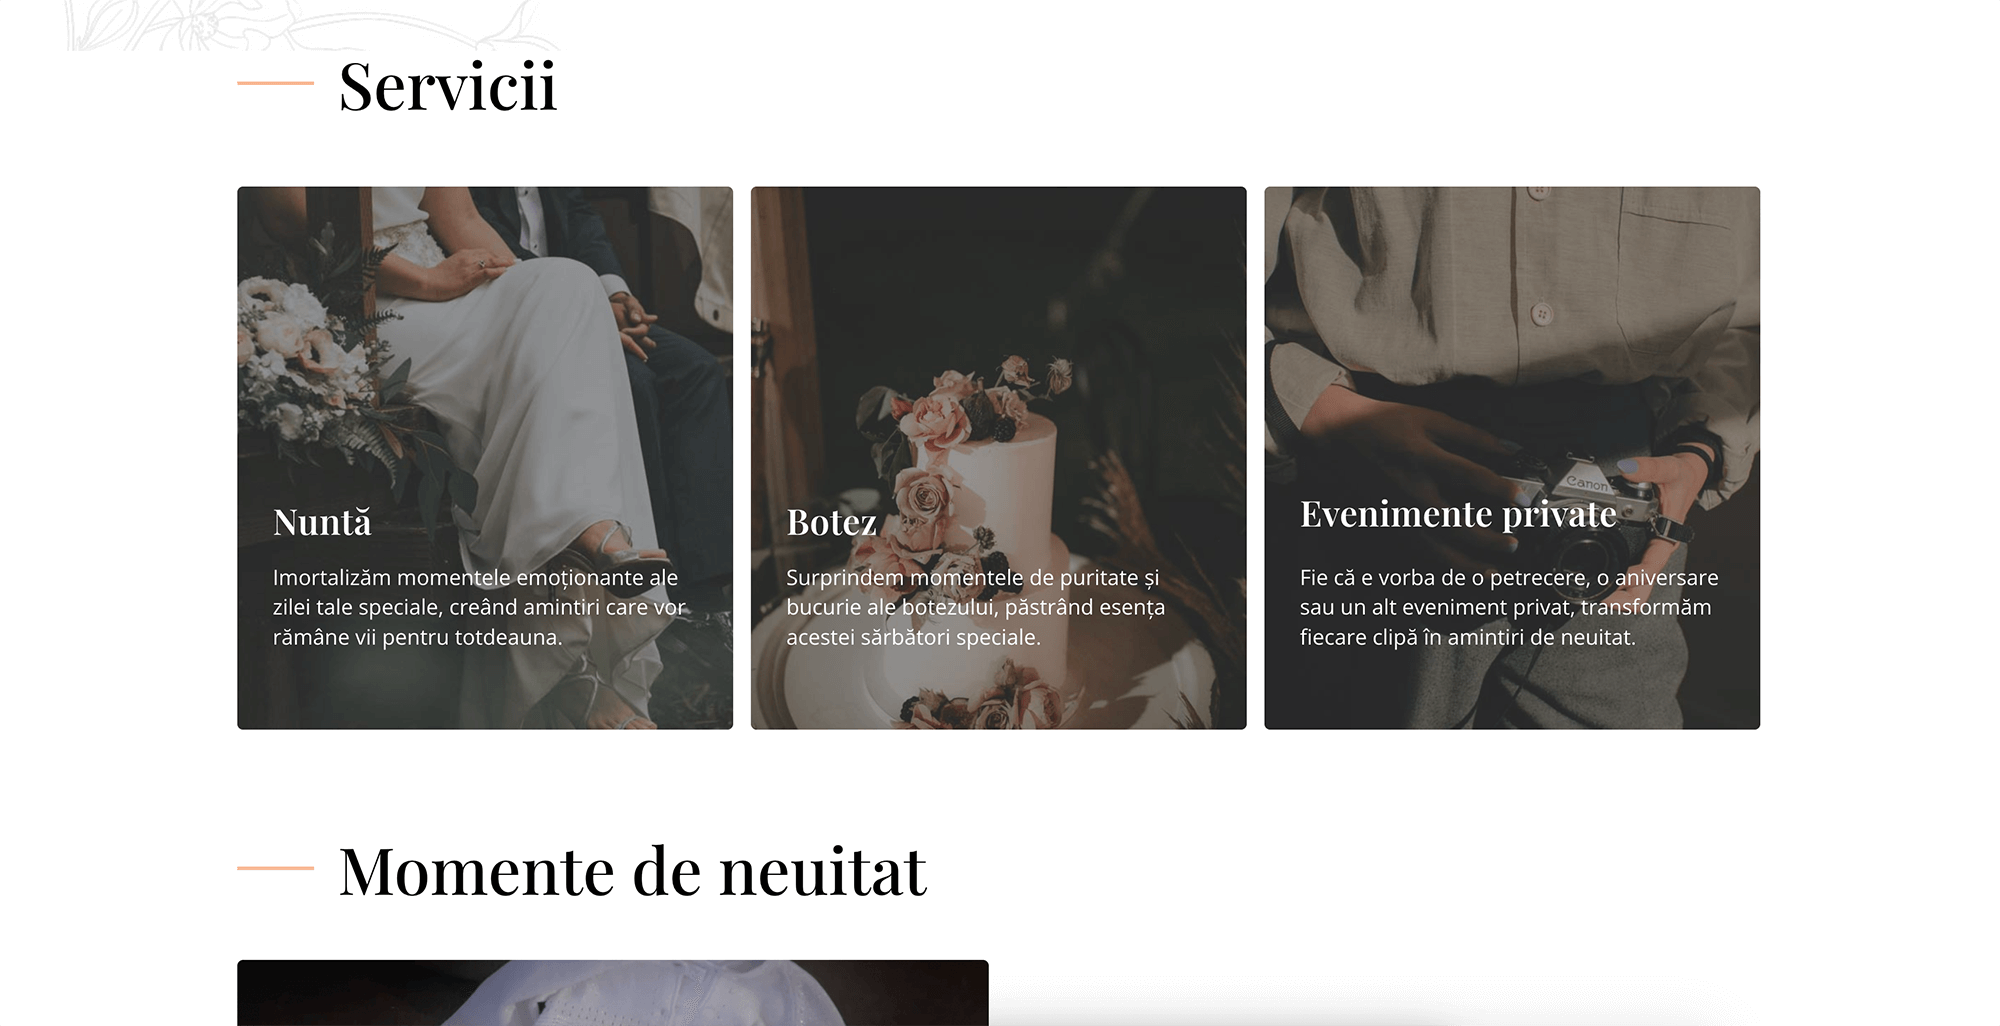 Servicii
Nuntă
Imortalizăm momentele emoționante ale
zilei tale speciale, creând amintiri care vor
rămâne vii pentru totdeauna.
Botez
Surprindem momentele de puritate și
bucurie ale botezului, păstrând esența
acestei sărbători speciale.
Canon
Evenimente private
Fie că e vorba de o petrecere, o aniversare
sau un alt eveniment privat, transformăm
fiecare clipă în amintiri de neuitat.
Momente de neuitat